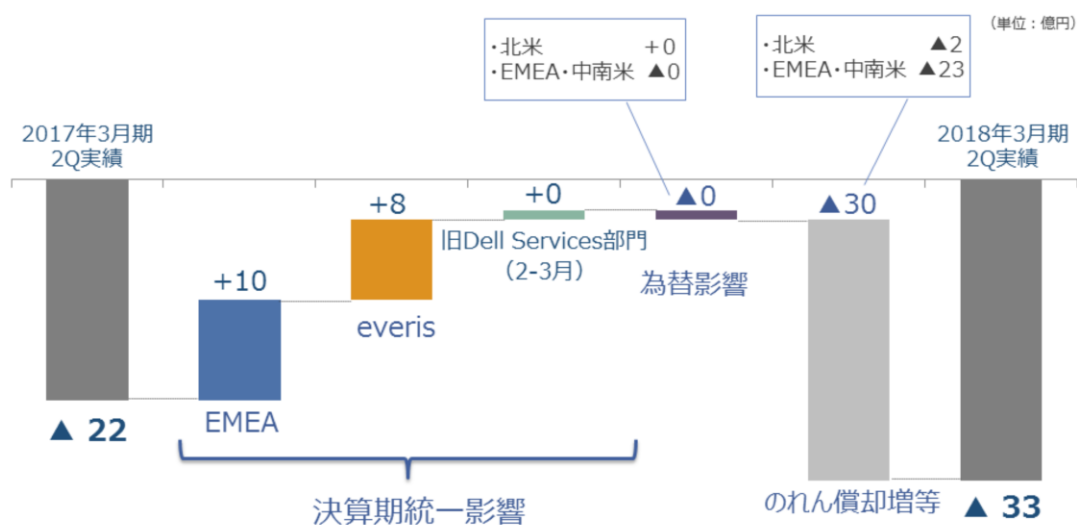 （単位：億円）
・北米 +0
・EMEA・中南米 ▲0
・北米 ▲2
・EMEA・中南米 ▲23
2017年3月期
2Q実績
2018年3月期
2Q実績
+10
+8
+0
▲0
▲30
旧Dell Services部門
（2-3月）
為替影響
everis
EMEA
▲ 22
のれん償却増等
▲ 33
決算期統一影響